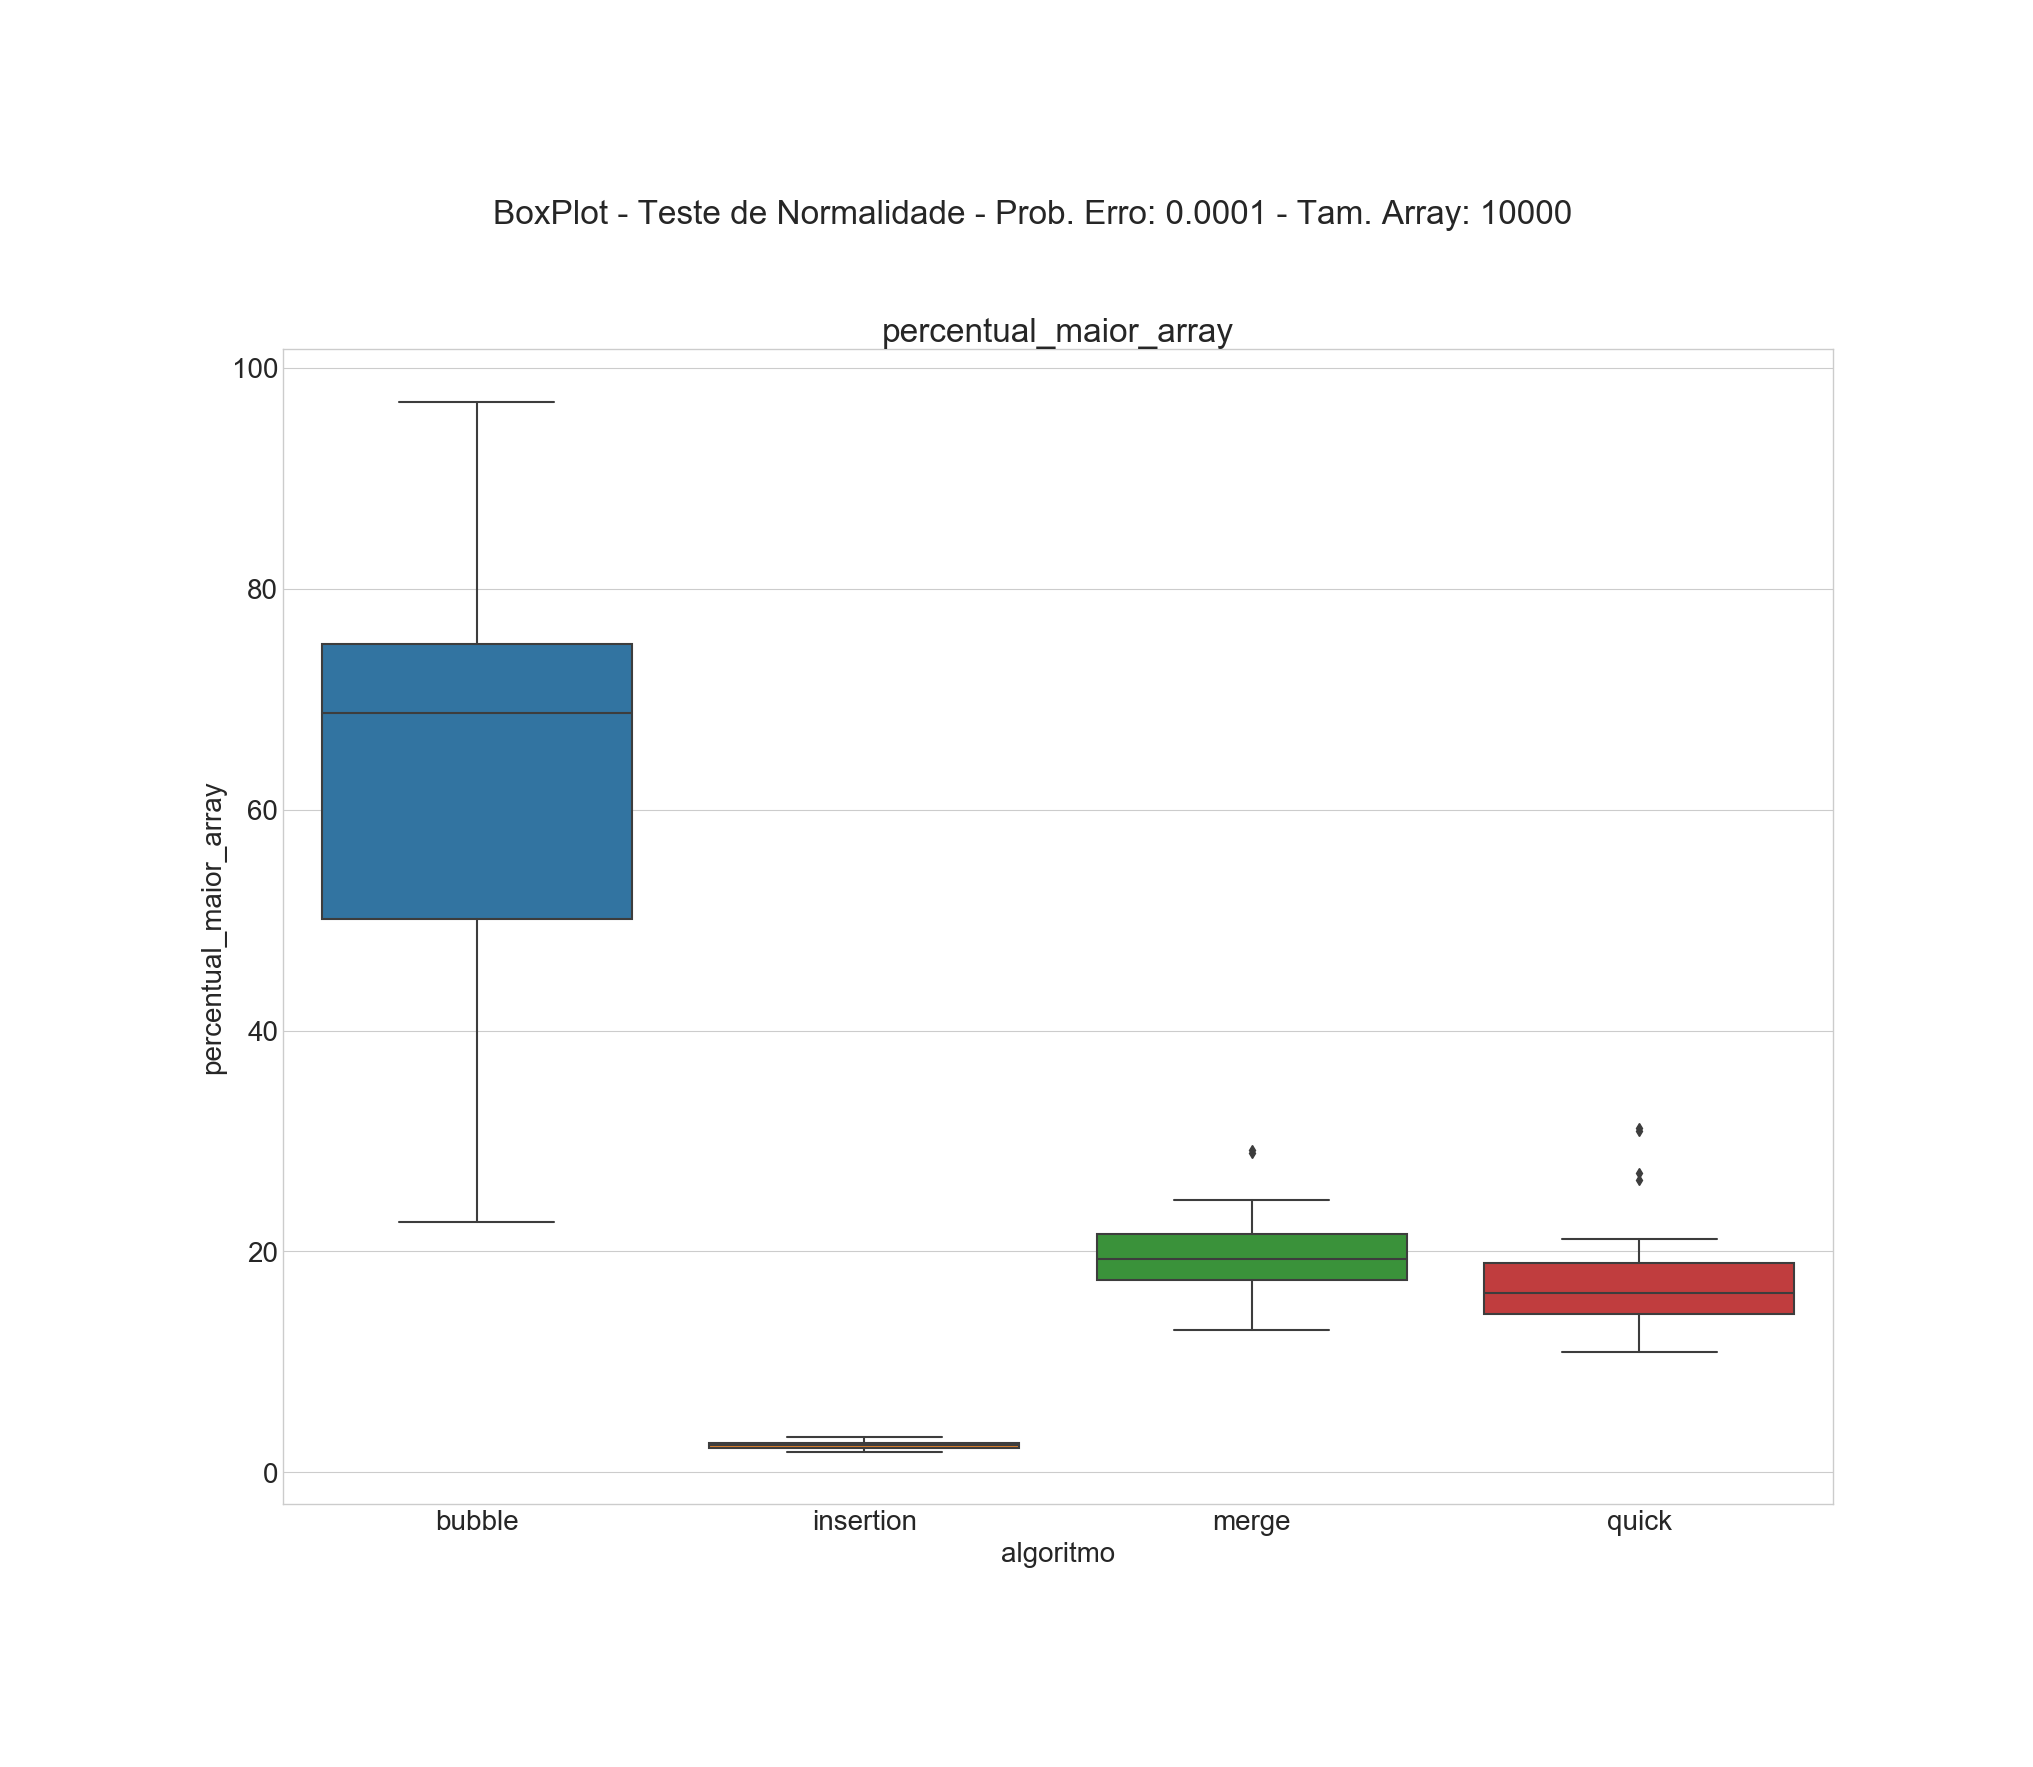 BoxPlot - Teste de Normalidade - Prob. Erro: 0.0001 - Tam. Array: 10000
percentual_maior_array
percentual_maior_array
100
80
60
40
20
0
bubble insertion merge quick
algoritmo